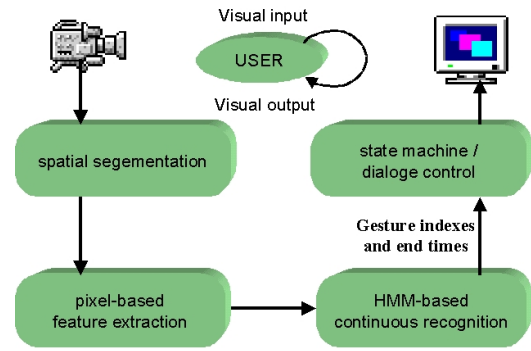 Visual input
USER
Visual output
spatial segementation
state machine /
dialoge control
Gesture indexes
and end times
pixel-based
feature extraction
HMM-based
continuous recognition